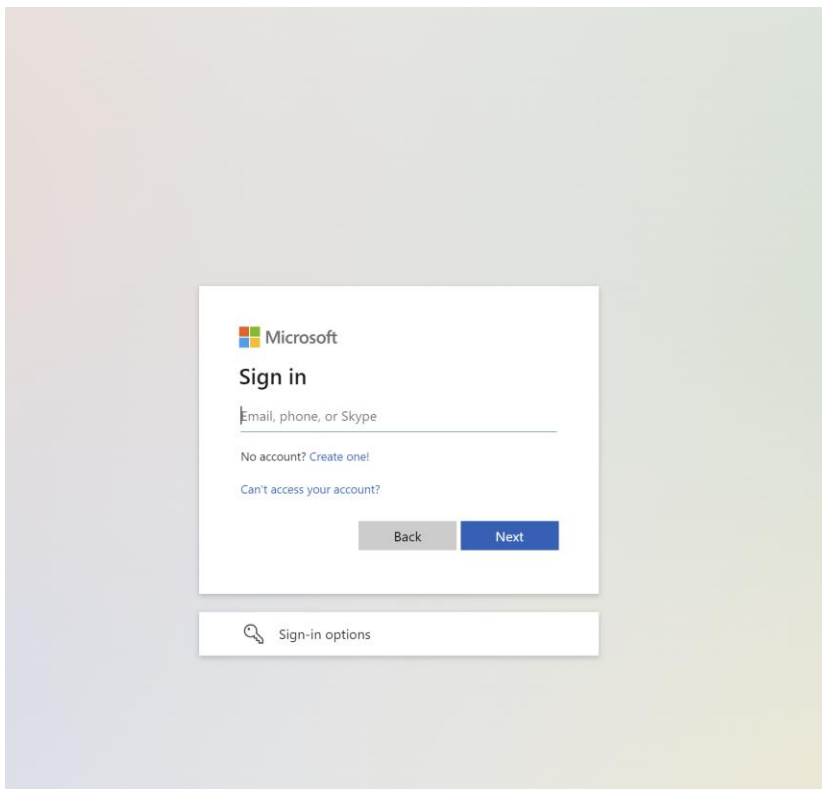 Microsoft
Sign in
Email, phone, or Skype
No account? Create one!
Can't access your account?
Back Next
Sign-in options